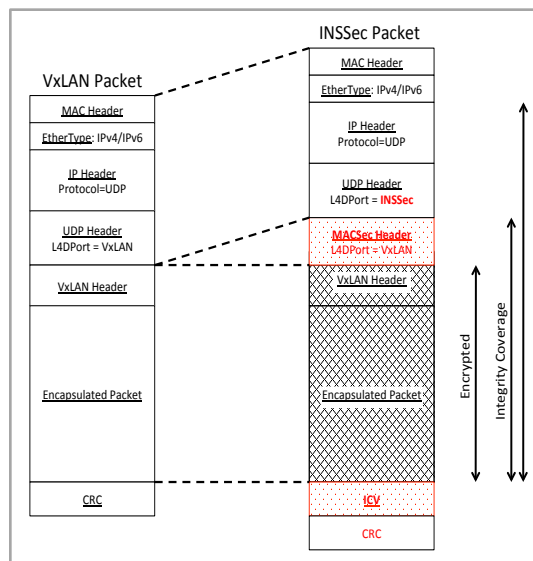 INSSec Packet
VxLAN Packet
MAC Header
EtherType: IPv4/IPv6
IP Header
Protocol=UDP
UDP Header
L4DPort = VxLAN
VxLAN Header
Encapsulated Packet
CRC
MAC Header
EtherType: IPv4/IPv6
IP Header
Protocol=UDP
UDP Header
L4DPort = INSSec
MACSec Header
L4DPort = VxLAN
VxLAN Header
Encapsulated Packet
ICV
CRC
Encrypted
Integrity Coverage